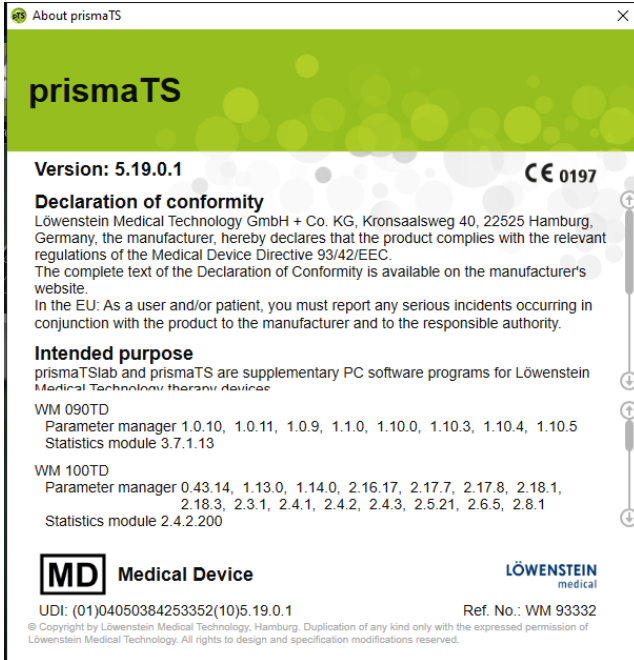 pTS About prismaTS
prismaTS
Version: 5.19.0.1
CE 0197
Declaration of conformity
Löwenstein Medical Technology GmbH + Co. KG, Kronsaalsweg 40, 22525 Hamburg,
Germany, the manufacturer, hereby declares that the product complies with the relevant
regulations of the Medical Device Directive 93/42/EEC.
The complete text of the Declaration of Conformity is available on the manufacturer's
website.
In the EU: As a user and/or patient, you must report any serious incidents occurring in
conjunction with the product to the manufacturer and to the responsible authority.
Intended purpose
prismaTSlab and prismaTS are supplementary PC software programs for Löwenstein
Medical Technology therapy devices
WM 090TD
Parameter manager 1.0.10, 1.0.11, 1.0.9, 1.1.0, 1.10.0, 1.10.3, 1.10.4, 1.10.5
Statistics module 3.7.1.13
WM 100TD
Parameter manager 0.43.14, 1.13.0, 1.14.0, 2.16.17, 2.17.7, 2.17.8, 2.18.1,
2.18.3, 2.3.1, 2.4.1, 2.4.2, 2.4.3, 2.5.21, 2.6.5, 2.8.1
Statistics module 2.4.2.200
MD Medical Device
LÖWENSTEIN
medical
UDI: (01)04050384253352(10)5.19.0.1
Ref. No.: WM 93332
© Copyright by Löwenstein Medical Technology, Hamburg. Duplication of any kind only with the expressed permission of
Löwenstein Medical Technology. All rights to design and specification modifications reserved.